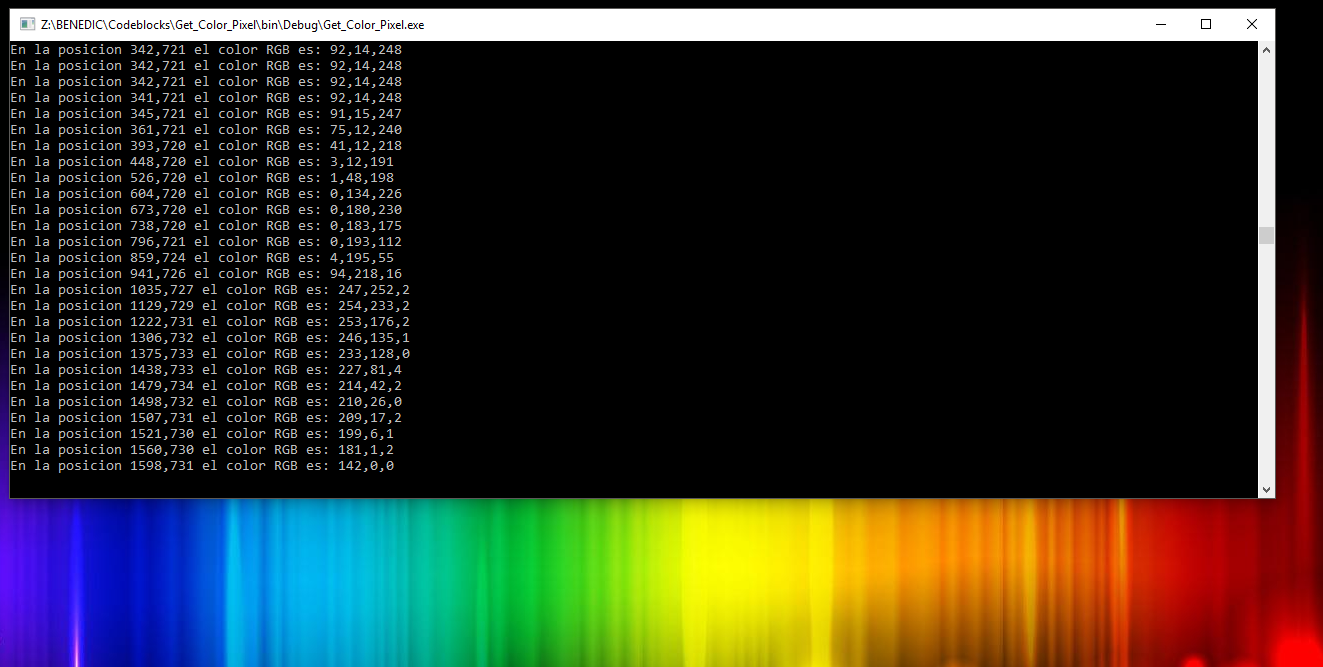 Z:\BENEDIC\Codeblocks\Get_Color_Pixel\bin\Debug\Get_Color_Pixel.exe
En la posicion 342,721 el color RGB es: 92,14,248
En la posicion 342,721 el color RGB es: 92,14,248
En la posicion 342,721 el color RGB es: 92,14,248
En la posicion 341,721 el color RGB es: 92,14,248
En la posicion 345,721 el color RGB es: 91,15,247
En la posicion 361,721 el color RGB es: 75,12,240
En la posicion 393,720 el color RGB es: 41,12,218
En la posicion 448,720 el color RGB es: 3,12,191
En la posicion 526,720 el color RGB es: 1,48,198
En la posicion 604,720 el color RGB es: 0,134,226
En la posicion 673,720 el color RGB es: 0,180,230
En la posicion 738,720 el color RGB es: 0,183,175
En la posicion 796,721 el color RGB es: 0,193,112
En la posicion 859,724 el color RGB es: 4,195,55
En la posicion 941,726 el color RGB es: 94,218,16
En la posicion 1035,727 el color RGB es: 247,252,2
En la posicion 1129,729 el color RGB es: 254,233,2
En la posicion 1222,731 el color RGB es: 253,176,2
En la posicion 1306,732 el color RGB es: 246,135,1
En la posicion 1375,733 el color RGB es: 233,128,0
En la posicion 1438,733 el color RGB es: 227,81,4
En la posicion 1479,734 el color RGB es: 214,42,2
En la posicion 1498,732 el color RGB es: 210,26,0
En la posicion 1507,731 el color RGB es: 209,17,2
En la posicion 1521,730 el color RGB es: 199,6,1
En la posicion 1560,730 el color RGB es: 181,1,2
En la posicion 1598,731 el color RGB es: 142,0,0